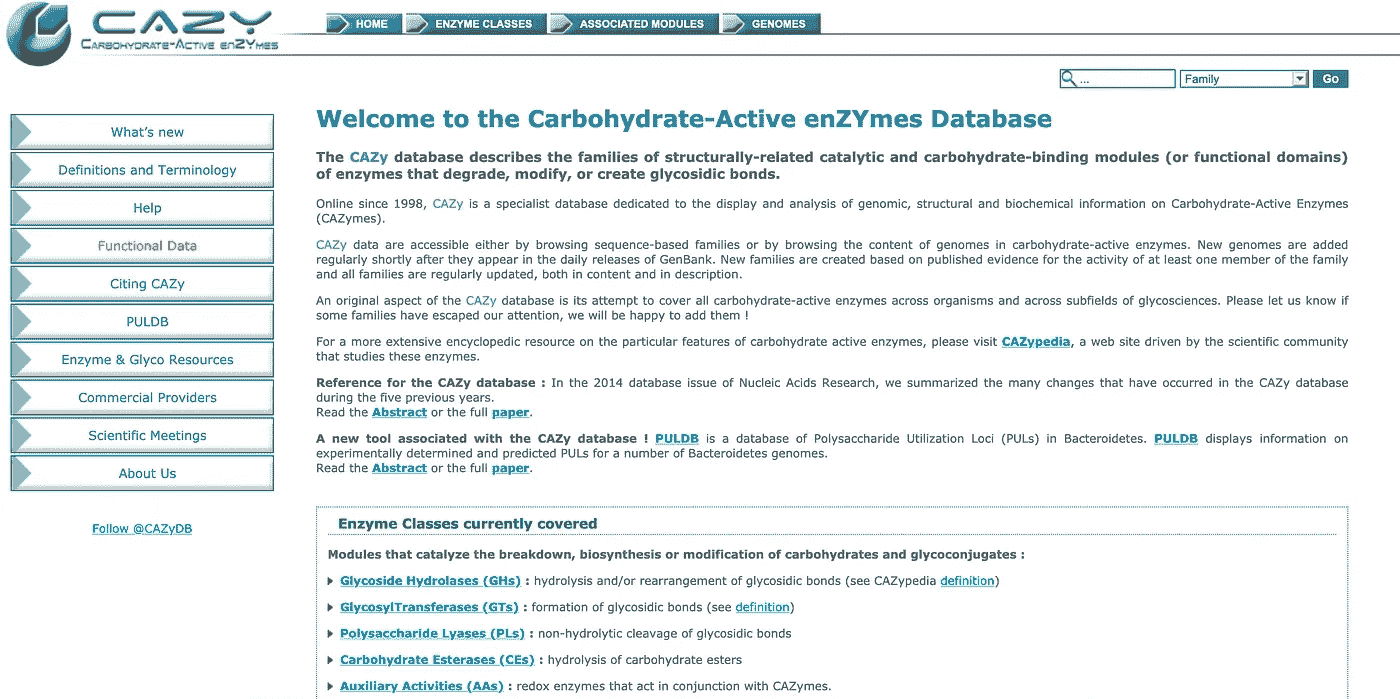 CAZY
CARBOHYDRATE-ACTIVE ENZYMES
HOME
ENZYME CLASSES
ASSOCIATED MODULES
GENOMES
...
Family
Go
What's new
Definitions and Terminology
Help
Functional Data
Citing CAZy
PULDB
Enzyme & Glyco Resources
Commercial Providers
Scientific Meetings
About Us
Follow @CAZyDB
Welcome to the Carbohydrate-Active enZYmes Database
The CAZy database describes the families of structurally-related catalytic and carbohydrate-binding modules (or functional domains)
of enzymes that degrade, modify, or create glycosidic bonds.
Online since 1998, CAZy is a specialist database dedicated to the display and analysis of genomic, structural and biochemical information on Carbohydrate-Active Enzymes
(CAZymes).
CAZy data are accessible either by browsing sequence-based families or by browsing the content of genomes in carbohydrate-active enzymes. New genomes are added
regularly shortly after they appear in the daily releases of GenBank. New families are created based on published evidence for the activity of at least one member of the family
and all families are regularly updated, both in content and in description.
An original aspect of the CAZy database is its attempt to cover all carbohydrate-active enzymes across organisms and across subfields of glycosciences. Please let us know if
some families have escaped our attention, we will be happy to add them !
For a more extensive encyclopedic resource on the particular features of carbohydrate active enzymes, please visit CAZypedia, a web site driven by the scientific community
that studies these enzymes.
Reference for the CAZy database : In the 2014 database issue of Nucleic Acids Research, we summarized the many changes that have occurred in the CAZy database
during the five previous years.
Read the Abstract or the full paper.
A new tool associated with the CAZy database ! PULDB is a database of Polysaccharide Utilization Loci (PULs) in Bacteroidetes. PULDB displays information on
experimentally determined and predicted PULs for a number of Bacteroidetes genomes.
Read the Abstract or the full paper.
Enzyme Classes currently covered
Modules that catalyze the breakdown, biosynthesis or modification of carbohydrates and glycoconjugates :
Glycoside Hydrolases (GHs) : hydrolysis and/or rearrangement of glycosidic bonds (see CAZypedia definition)
GlycosylTransferases (GTs) : formation of glycosidic bonds (see definition)
Polysaccharide Lyases (PLs) : non-hydrolytic cleavage of glycosidic bonds
Carbohydrate Esterases (CEs) : hydrolysis of carbohydrate esters
Auxiliary Activities (AAs) : redox enzymes that act in conjunction with CAZymes.